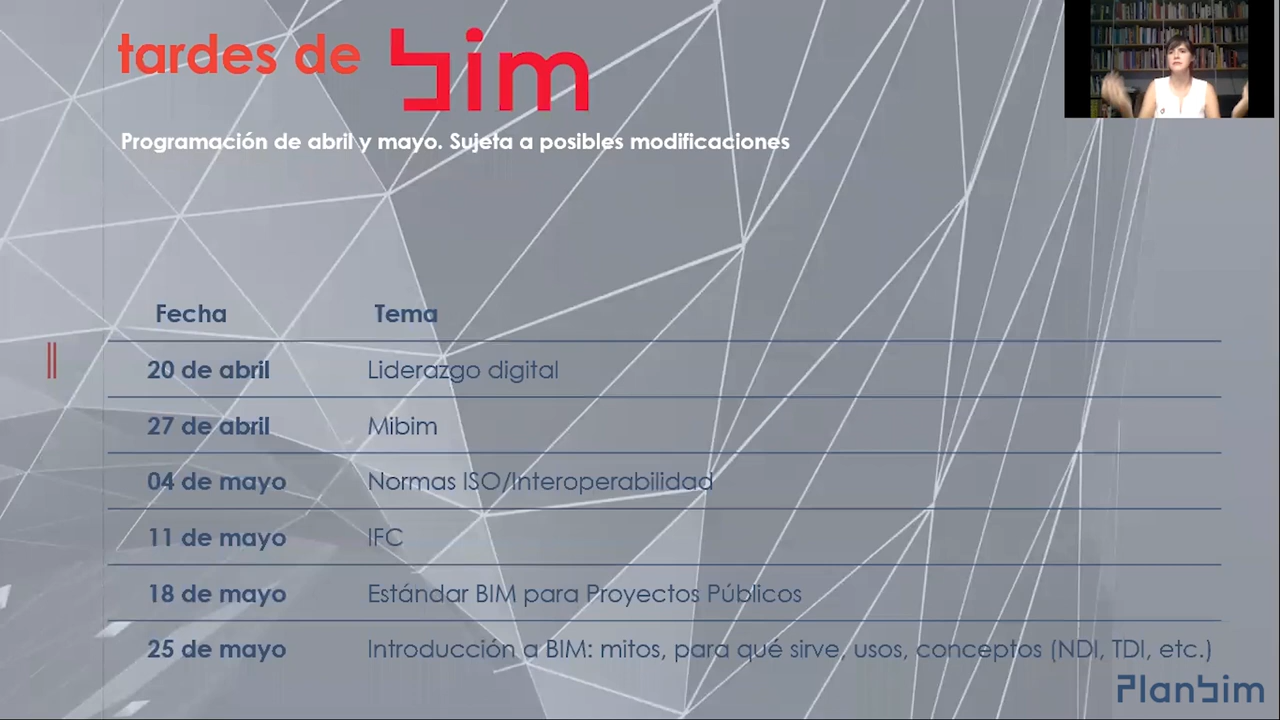 tardes de bim
Programación de abril y mayo. Sujeta a posibles modificaciones
Fecha Tema
20 de abril Liderazgo digital
27 de abril Mibim
04 de mayo Normas ISO/Interoperabilidad
11 de mayo IFC
18 de mayo Estándar BIM para Proyectos Públicos
25 de mayo Introducción a BIM: mitos, para qué sirve, usos, conceptos (NDI, TDI, etc.)
Planbim